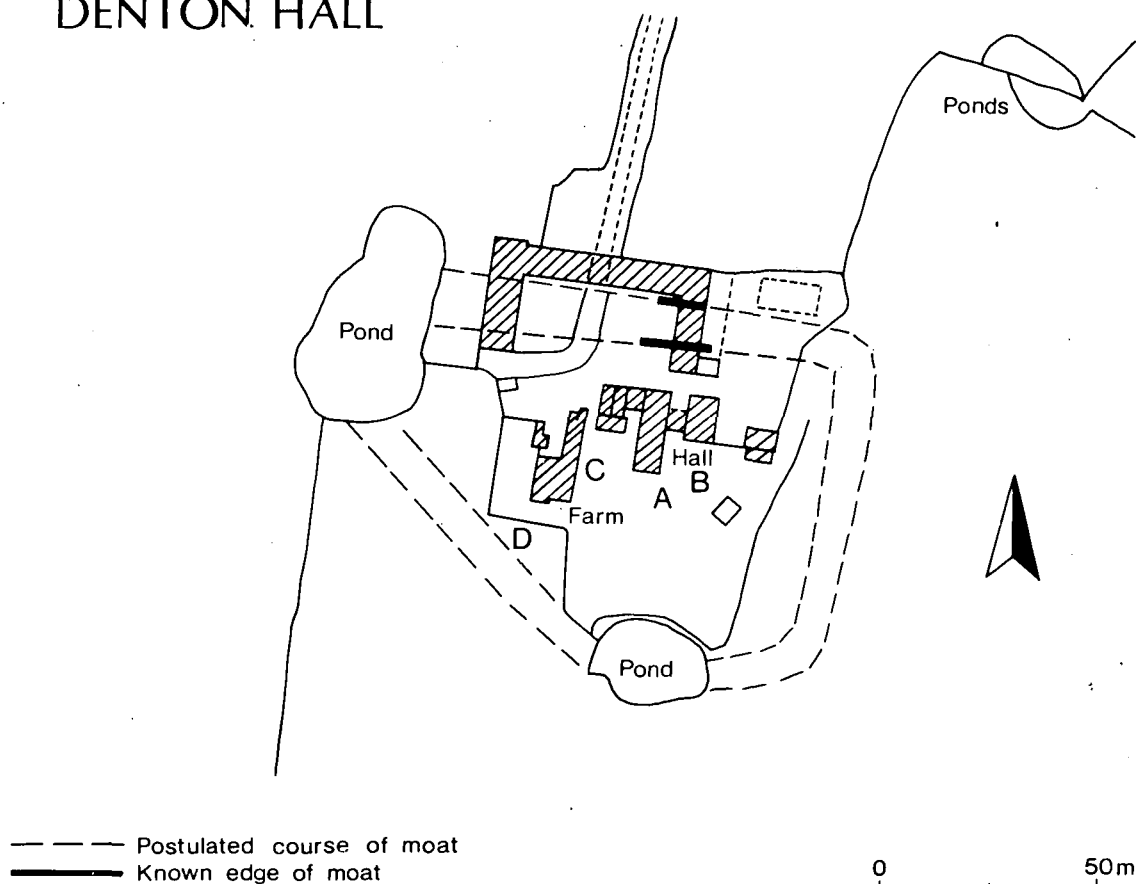 DENTON HALL
Ponds
Pond
Hall
C
B
A
Farm
D
Pond
Postulated course of moat
Known edge of moat
0 50m